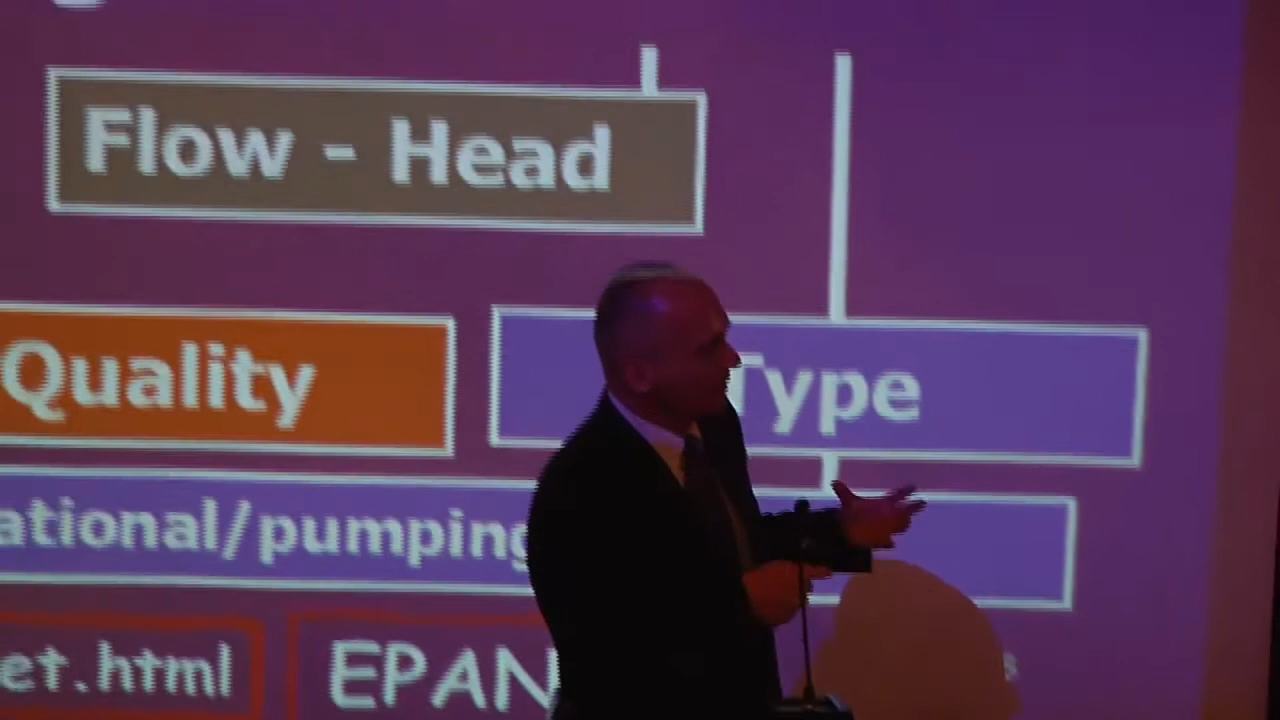 Flow - Head
Quality
Type
ational/pumping
et.html
EPAN